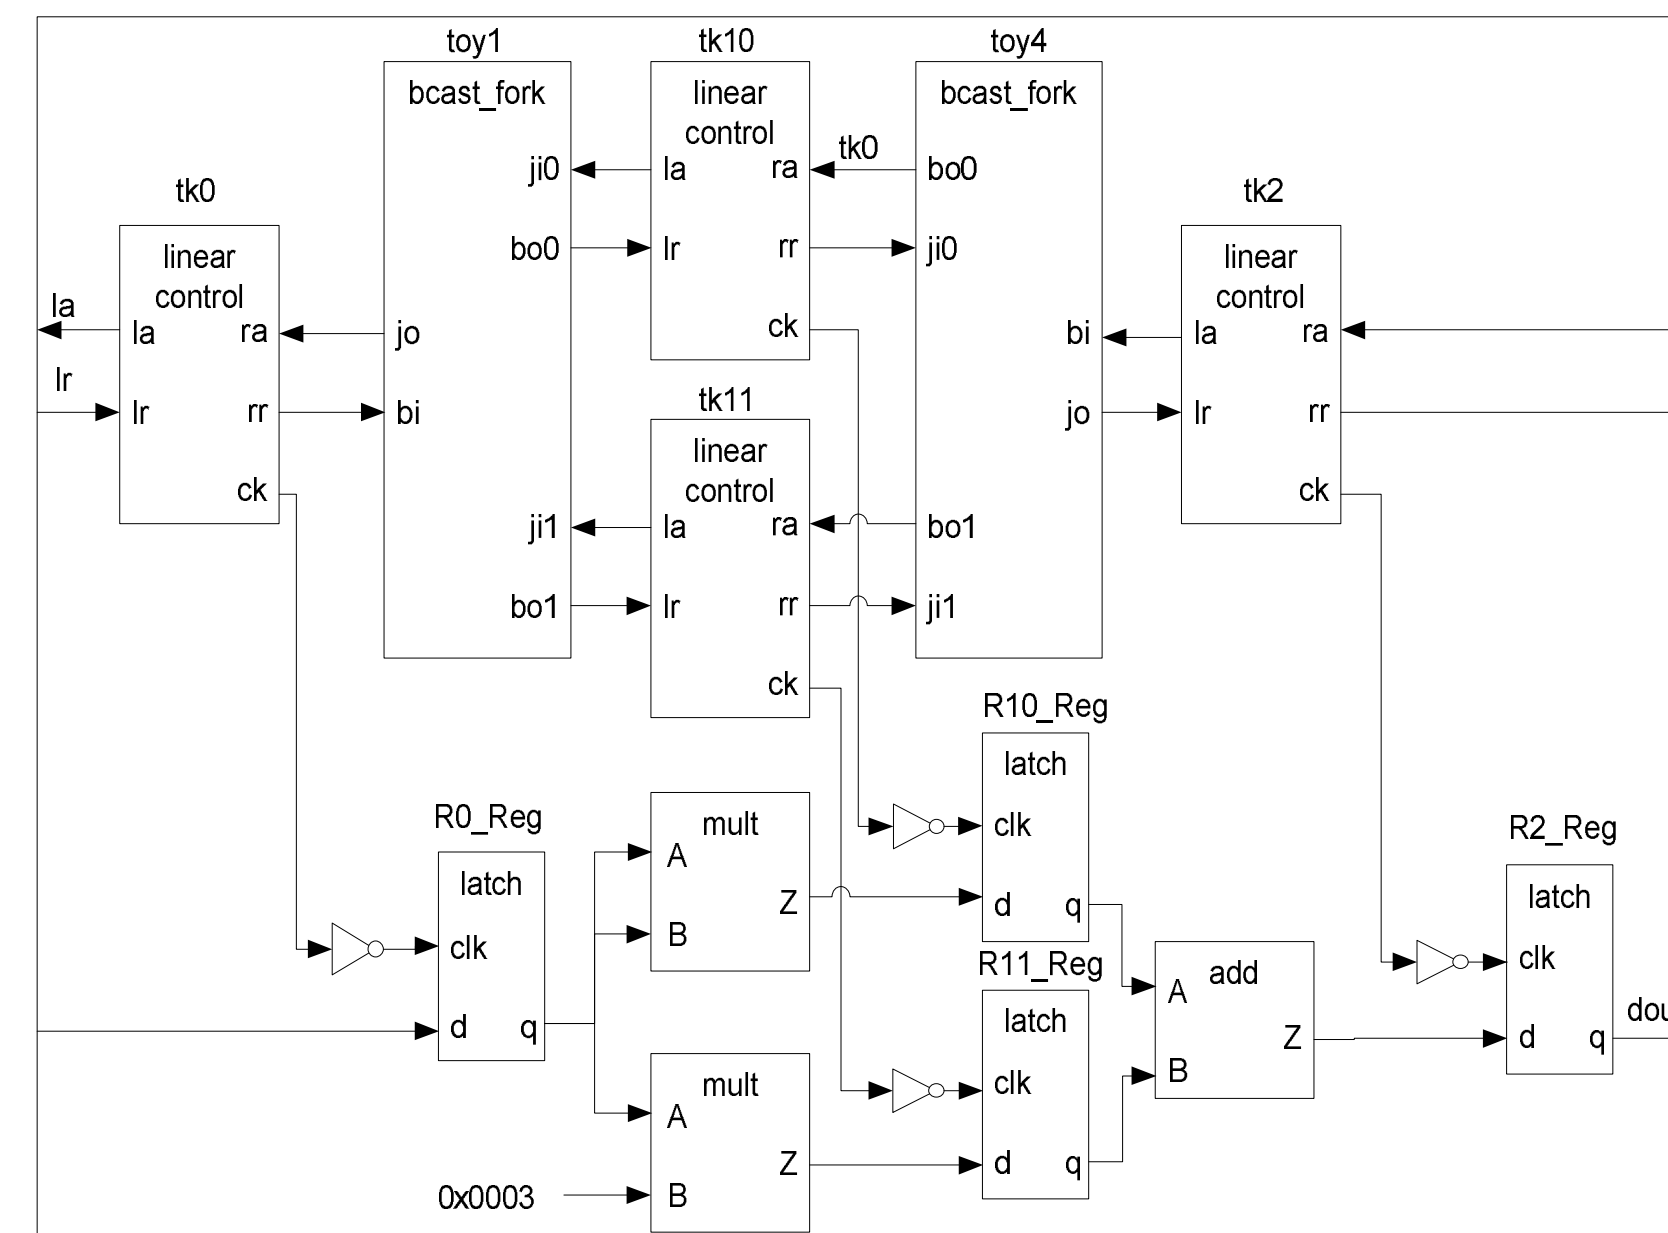 toy1
tk10
toy4
bcast_fork
linear
control
bcast_fork
ji0
la
ra
tk0
bo0
bo0
lr
rr
ji0
ck
tk0
linear
control
la
la
ra
jo
lr
lr
rr
bi
ck
tk2
linear
control
bi
la
ra
jo
lr
rr
ck
tk11
linear
control
ji1
la
ra
bo1
bo1
lr
rr
ji1
ck
R10_Reg
latch
clk
d
q
R0_Reg
latch
clk
d
q
mult
A
Z
B
R11_Reg
latch
clk
d
q
mult
A
Z
B
0x0003
add
A
Z
B
R2_Reg
latch
clk
d
q
dou